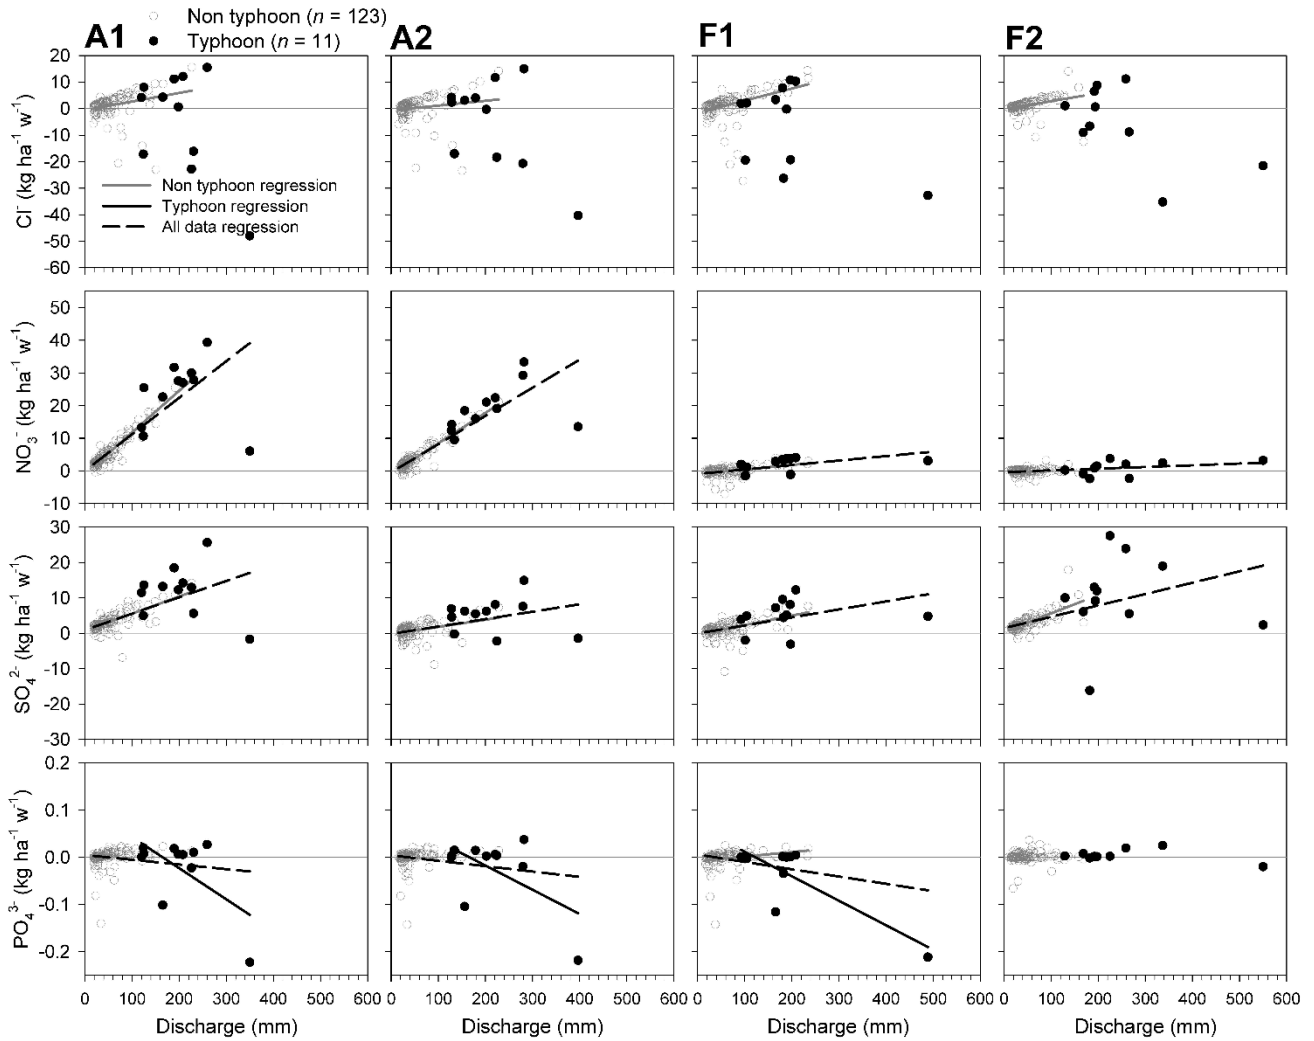 Non typhoon (n = 123)
Typhoon (n = 11)
A1 A2 F1 F2
20
10
0
-10
-20
-30
-40
-50
-60
Cl⁻ (kg ha⁻¹ w⁻¹)
Non typhoon regression
Typhoon regression
All data regression
50
40
30
20
10
0
-10
NO₃⁻ (kg ha⁻¹ w⁻¹)
30
20
10
0
-10
-20
-30
SO₄²⁻ (kg ha⁻¹ w⁻¹)
0.2
0.1
0.0
-0.1
-0.2
PO₄³⁻ (kg ha⁻¹ w⁻¹)
0 100 200 300 400 500 600 0 100 200 300 400 500 600 0 100 200 300 400 500 600 0 100 200 300 400 500 600
Discharge (mm) Discharge (mm) Discharge (mm) Discharge (mm)